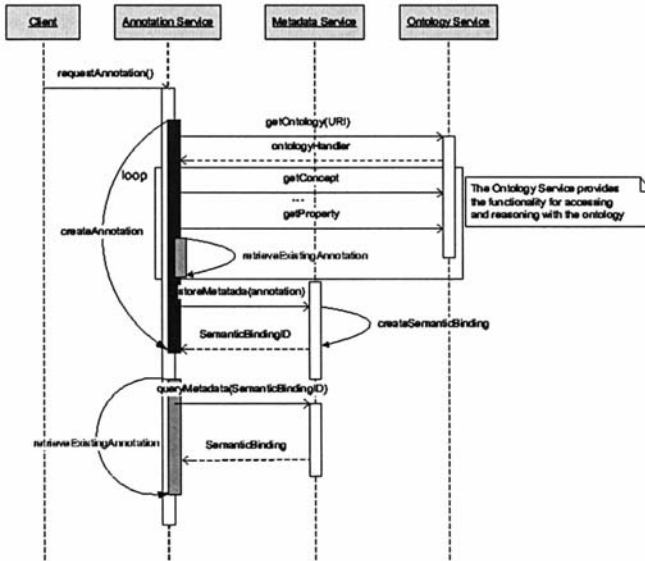 Client
Annotation Service
Metadata Service
Ontology Service
requestAnnotation()
getOntology(URI)
ontologyHandler
loop
getConcept
...
The Ontology Service provides
the functionality for accessing
and reasoning with the ontology
getProperty
createAnnotation
retrieveExistingAnnotation
storeMetatada(annotation)
createSemanticBinding
SemanticBindingID
queryMetadata(SemanticBindingID)
retrieveExistingAnnotation
SemanticBinding